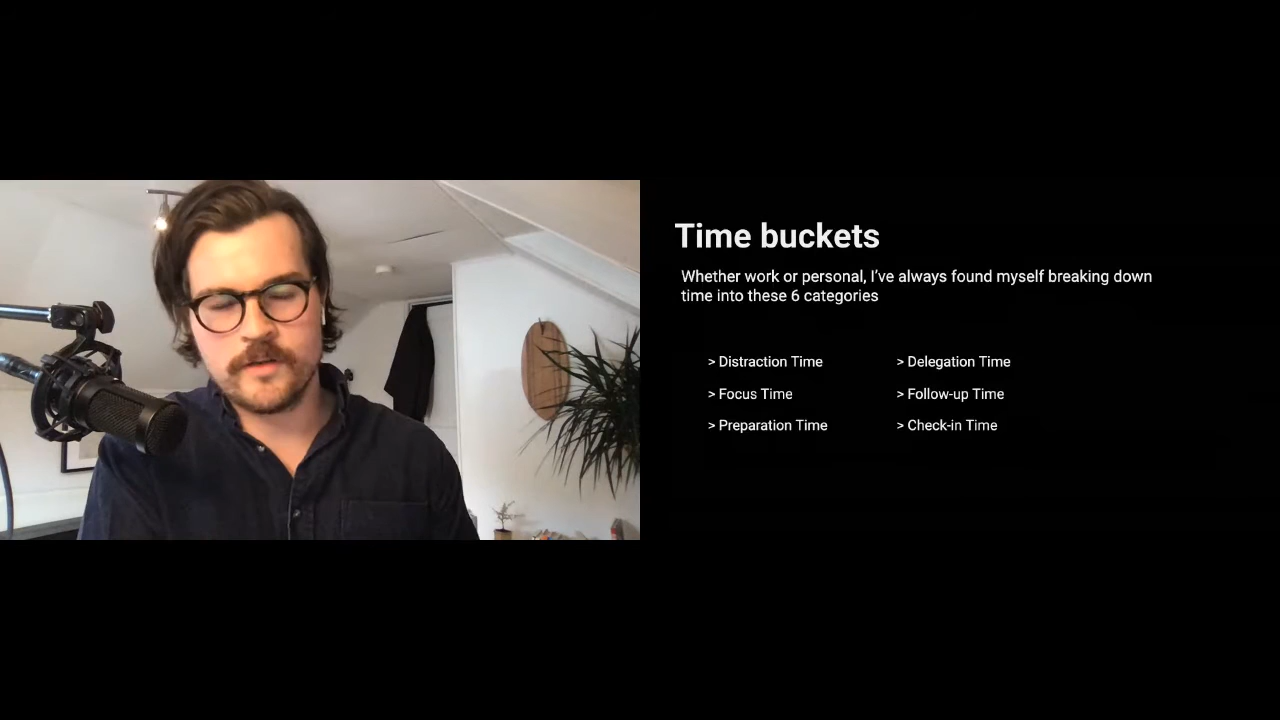 Time buckets
Whether work or personal, I've always found myself breaking down
time into these 6 categories
> Distraction Time
> Focus Time
> Preparation Time
> Delegation Time
> Follow-up Time
> Check-in Time